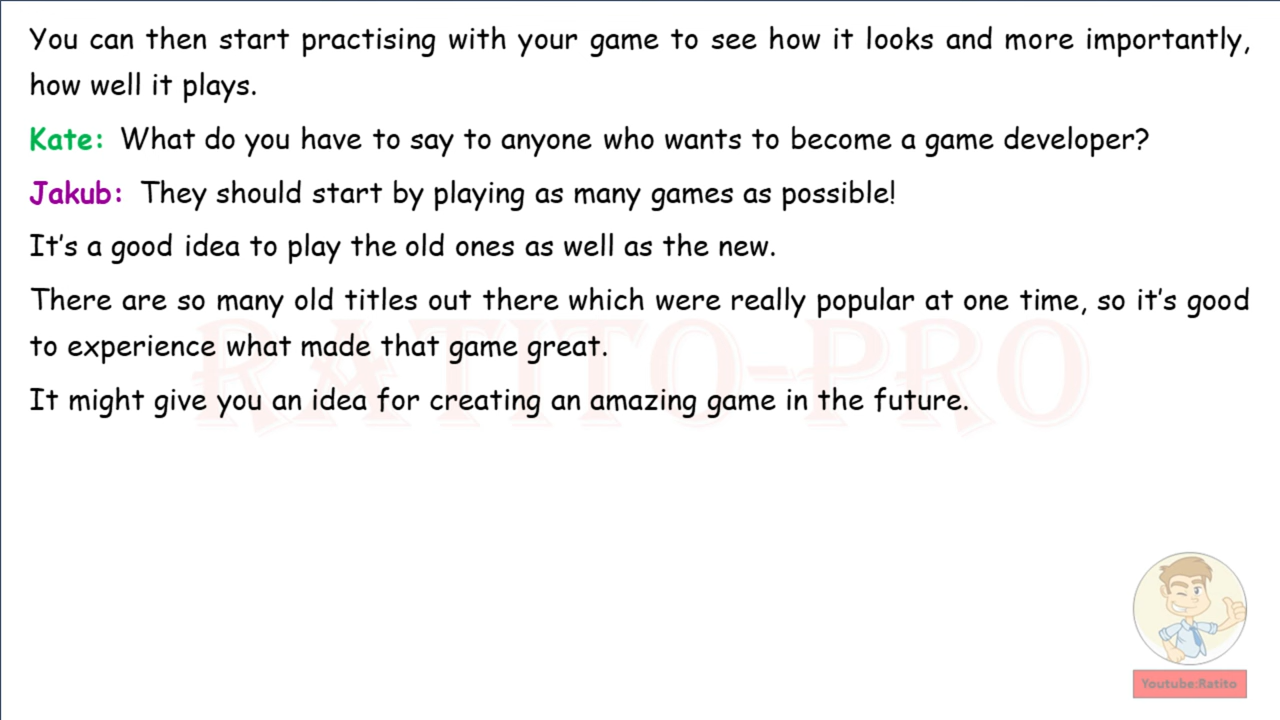 You can then start practising with your game to see how it looks and more importantly,
how well it plays.
Kate: What do you have to say to anyone who wants to become a game developer?
Jakub: They should start by playing as many games as possible!
It's a good idea to play the old ones as well as the new.
There are so many old titles out there which were really popular at one time, so it's good
to experience what made that game great.
It might give you an idea for creating an amazing game in the future.
RATITO-PRO
Youtube:Ratito